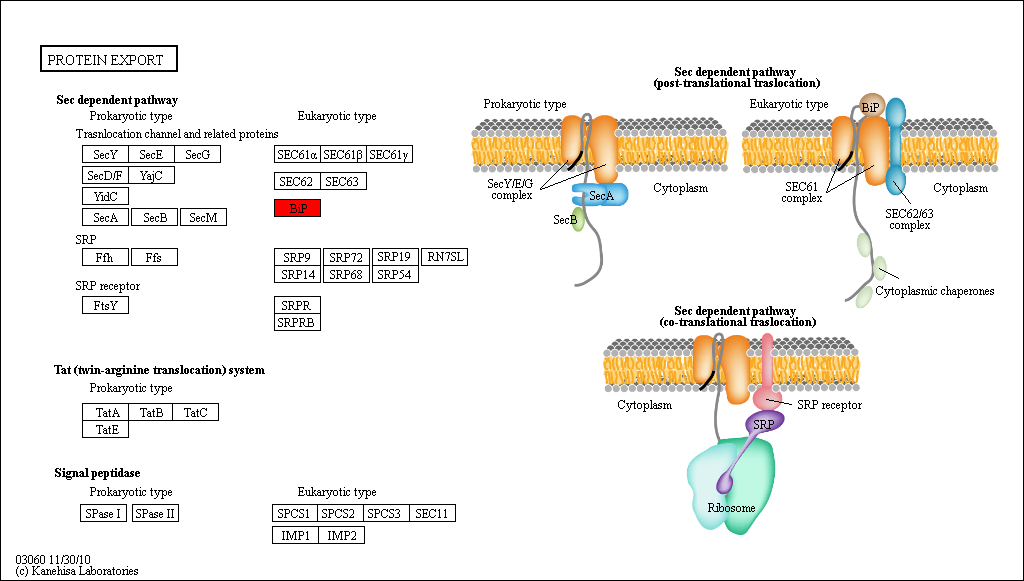 PROTEIN EXPORT
Sec dependent pathway
Prokaryotic type Eukaryotic type
Trasnlocation channel and related proteins
SecY SecE SecG SEC61α SEC61β SEC61γ
SecD/F YajC SEC62 SEC63
YidC
BiP
SecA SecB SecM
SRP
Ffh Ffs SRP9 SRP72 SRP19 RN7SL
SRP14 SRP68 SRP54
SRP receptor
FtsY SRPR
SRPRB
Tat (twin-arginine translocation) system
Prokaryotic type
TatA TatB TatC
TatE
Signal peptidase
Prokaryotic type Eukaryotic type
SPase I SPase II SPCS1 SPCS2 SPCS3 SEC11
IMP1 IMP2
03060 11/30/10
(c) Kanehisa Laboratories
Sec dependent pathway
(post-translational traslocation)
Prokaryotic type
SecY/E/G
complex
SecA
SecB
Cytoplasm
Eukaryotic type
BiP
SEC61
complex
Cytoplasm
SEC62/63
complex
Cytoplasmic chaperones
Sec dependent pathway
(co-translational traslocation)
Cytoplasm
SRP receptor
SRP
Ribosome